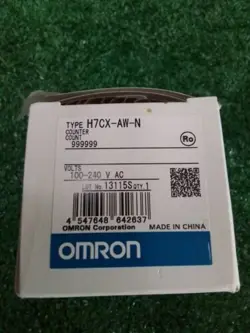 TYPE H7CX-AW-N
COUNTER
COUNT
999999
Ro
VOLTS
100-240 V AC
LOT No. 13115S QTY. 1
4 547648 642637
OMRON Corporation MADE IN CHINA
OMRON